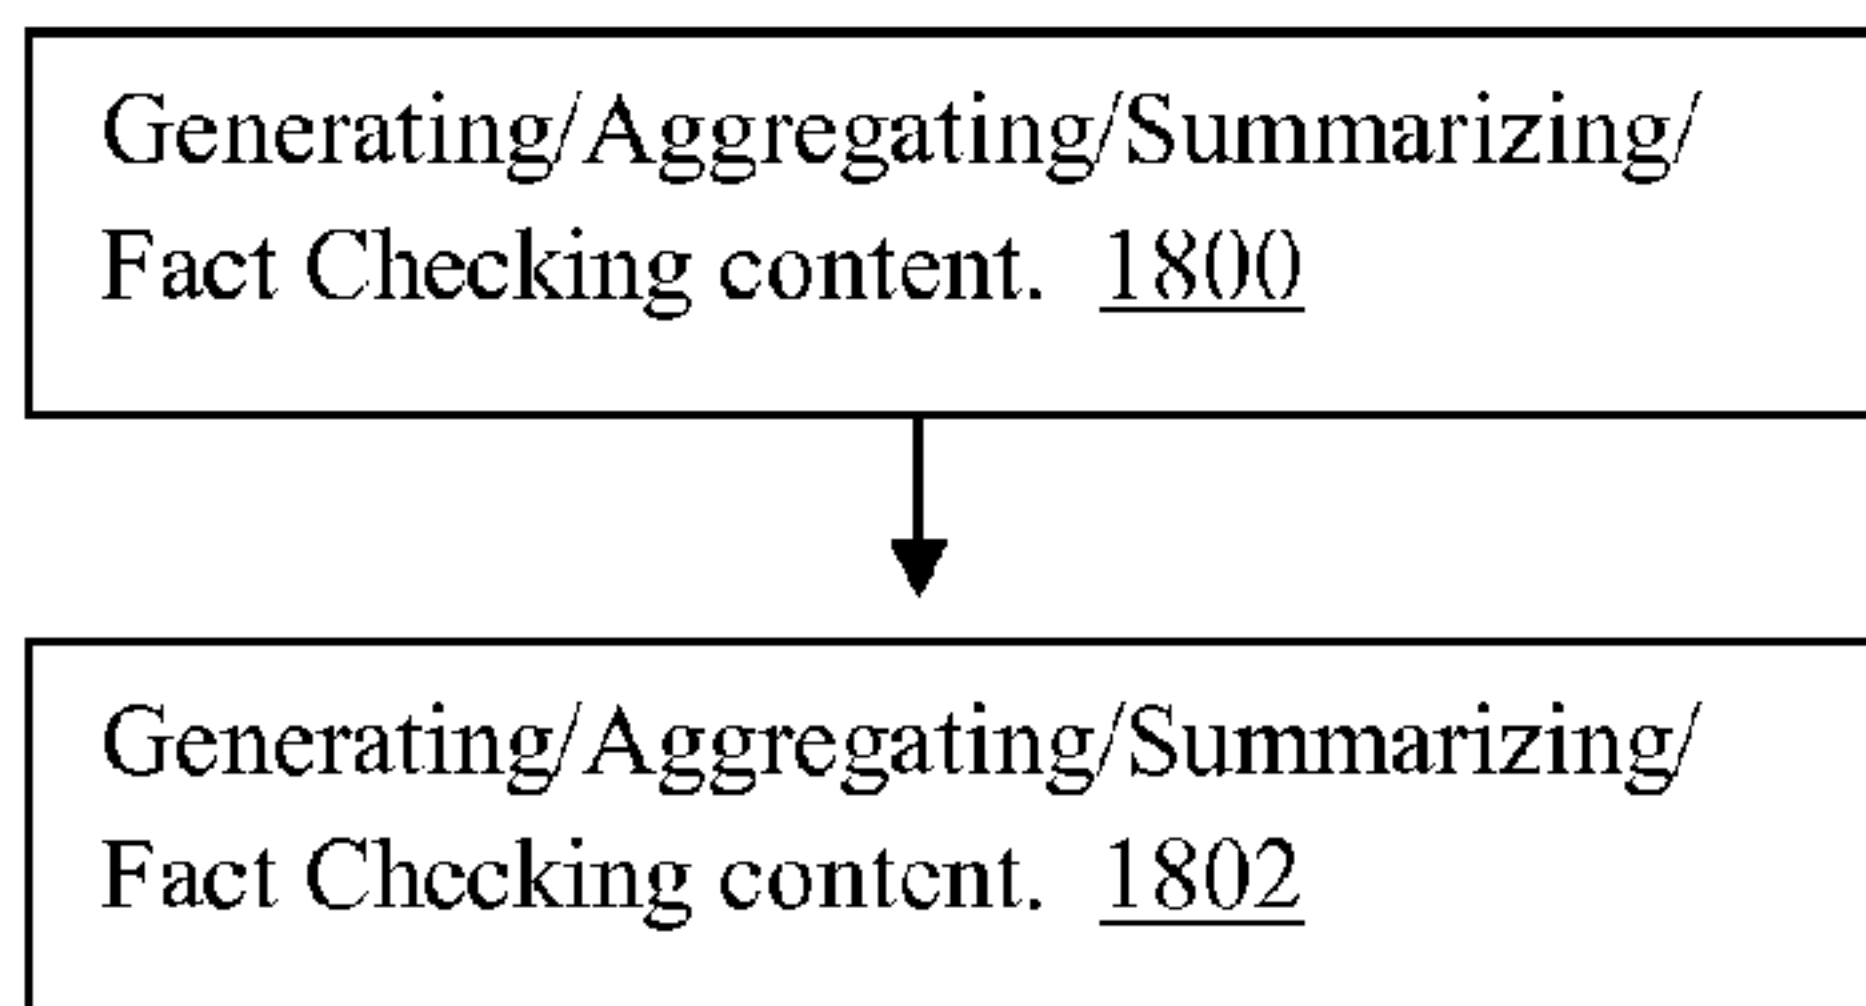 Generating/Aggregating/Summarizing/
Fact Checking content. 1800
Generating/Aggregating/Summarizing/
Fact Checking content. 1802